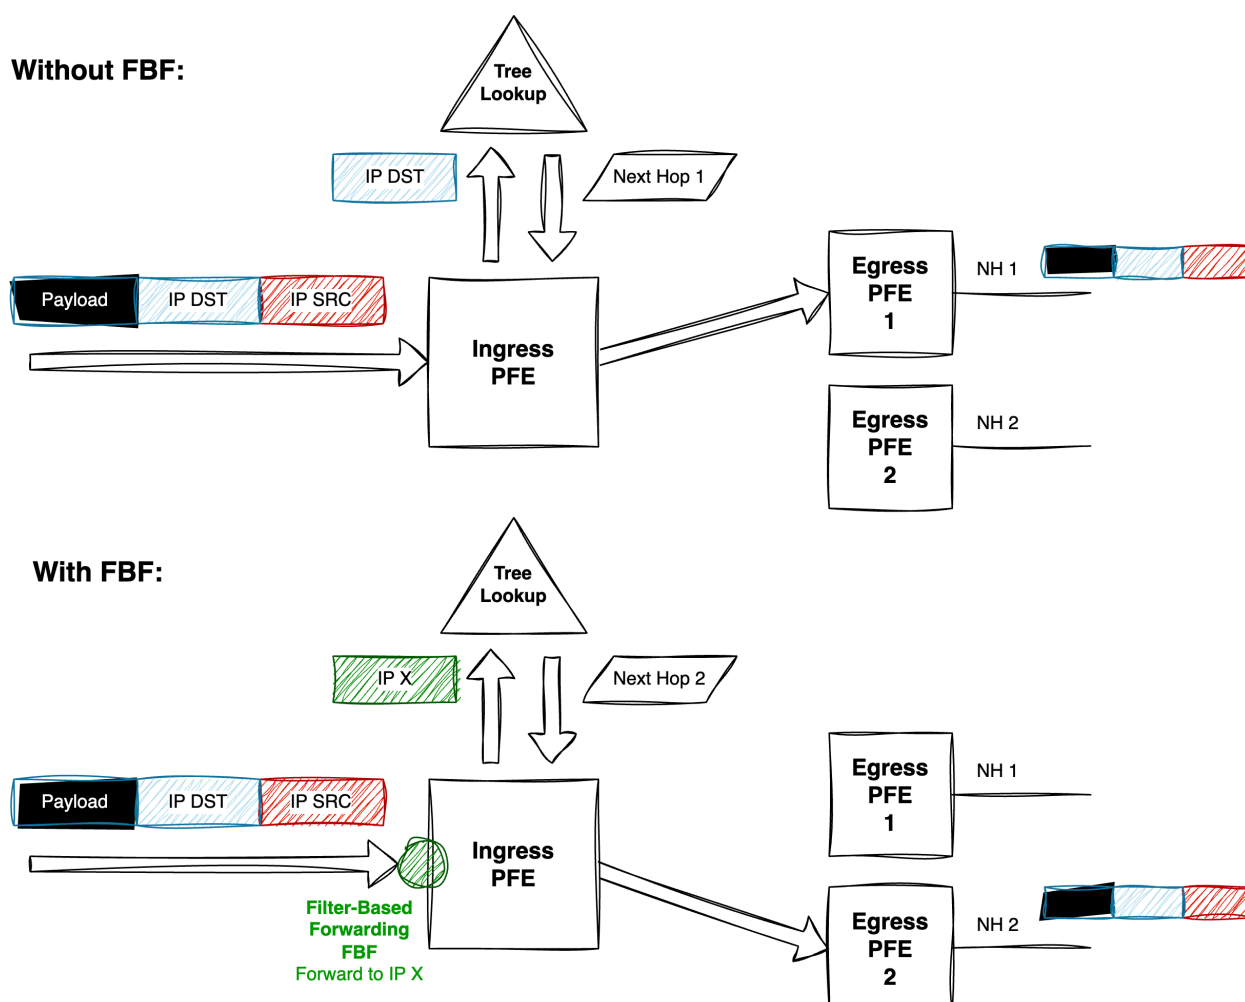 Without FBF:
Tree
Lookup
IP DST
Next Hop 1
Payload
IP DST
IP SRC
Ingress
PFE
Egress
PFE
1
NH 1
Egress
PFE
2
NH 2
With FBF:
Tree
Lookup
IP X
Next Hop 2
Payload
IP DST
IP SRC
Ingress
PFE
Filter-Based
Forwarding
FBF
Forward to IP X
Egress
PFE
1
NH 1
Egress
PFE
2
NH 2